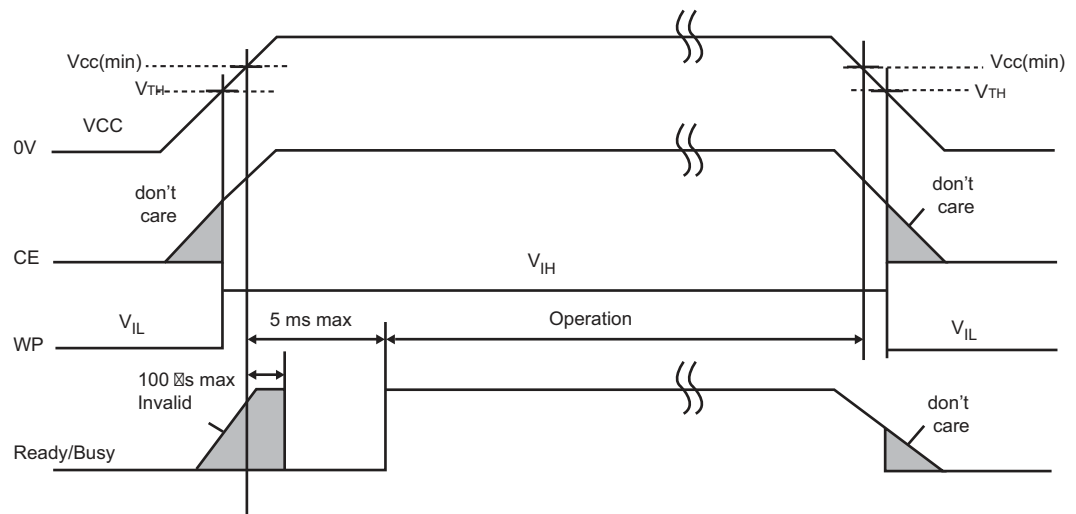 Vcc(min)
Vcc(min)
VTH
VTH
VCC
0V
don't
care
don't
care
CE
VIH
5 ms max
Operation
VIL
VIL
WP
100 s max
Invalid
don't
care
Ready/Busy